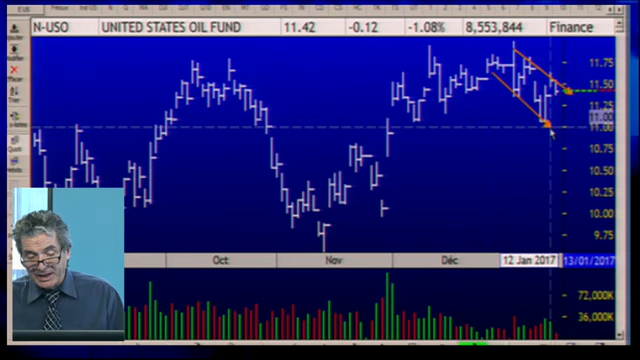 N-USO UNITED STATES OIL FUND 11.42 -0.12 -1.08% 8,553,844 Finance
11.75
11.50
11.25
11.00
11.00
10.75
10.50
10.25
10.00
9.75
Oct Nov Déc 12 Jan 2017 13/01/2017
72,000K
36,000K